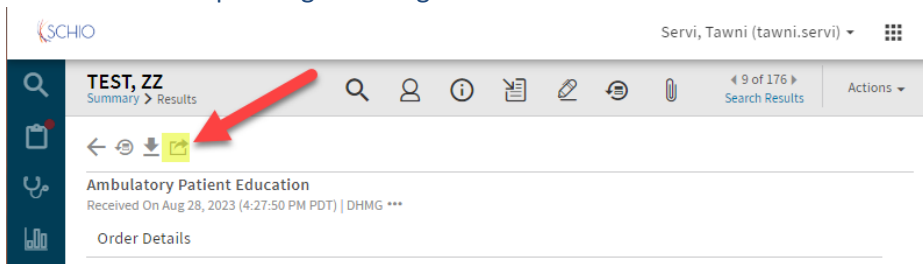 SCHIO
Servi, Tawni (tawni.servi)
TEST, ZZ
Summary > Results
9 of 176
Search Results
Actions
Ambulatory Patient Education
Received On Aug 28, 2023 (4:27:50 PM PDT) | DHMG •••
Order Details